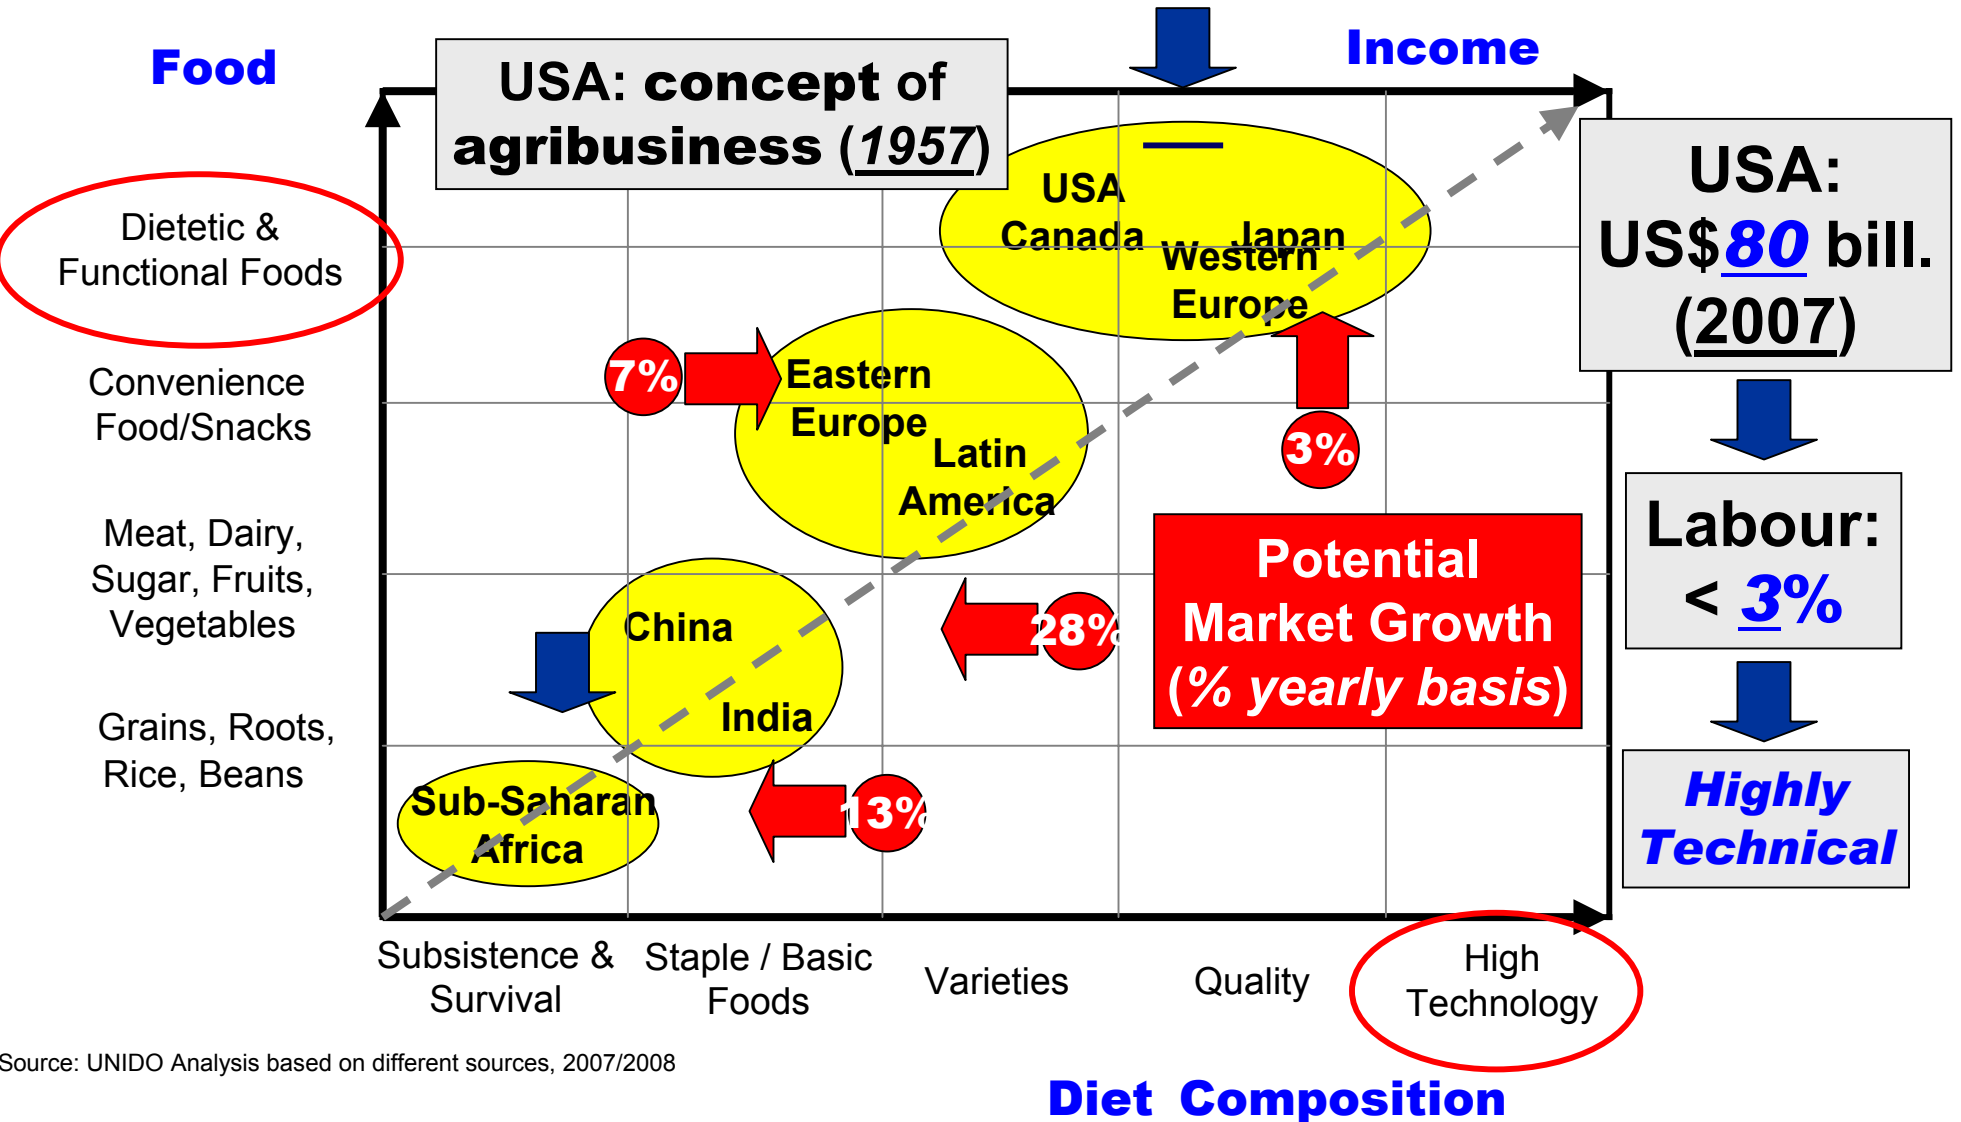 Food
Income
USA: concept of
agribusiness (1957)
USA:
US$80 bill.
(2007)
USA
Canada
Japan
Western
Europe
Dietetic &
Functional Foods
Convenience
Food/Snacks
7%
Eastern
Europe
Latin
America
3%
Labour:
< 3%
Meat, Dairy,
Sugar, Fruits,
Vegetables
China
India
28%
Potential
Market Growth
(% yearly basis)
Grains, Roots,
Rice, Beans
Sub-Saharan
Africa
13%
Highly
Technical
Subsistence &
Survival
Staple / Basic
Foods
Varieties
Quality
High
Technology
Source: UNIDO Analysis based on different sources, 2007/2008
Diet Composition